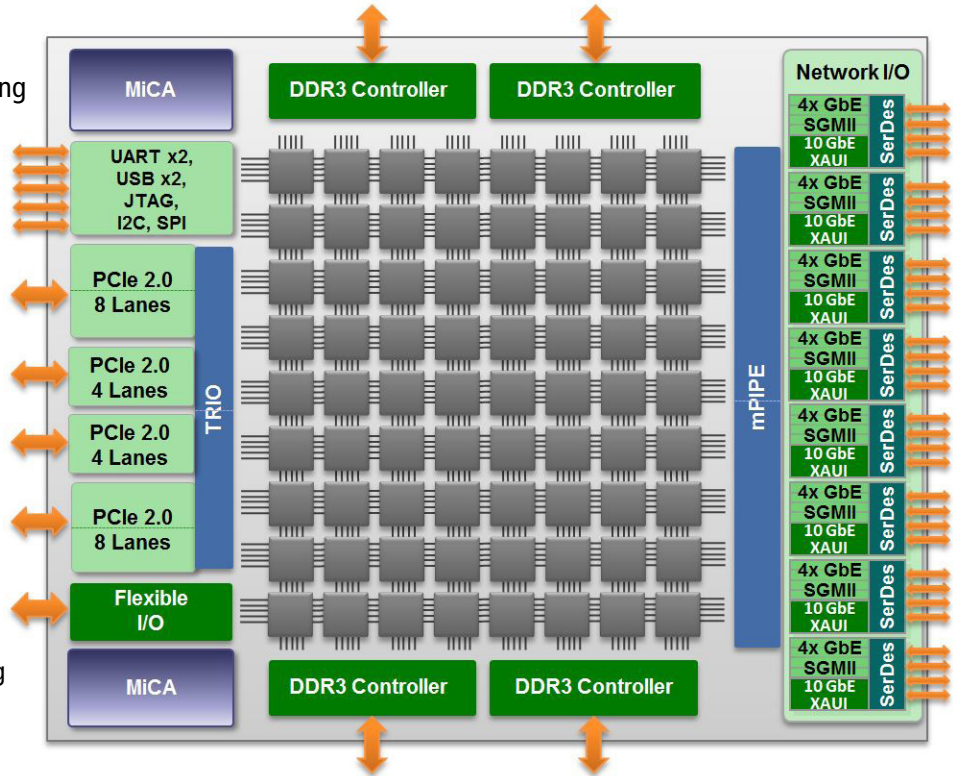 ng
MiCA
UART x2,
USB x2,
JTAG,
I2C, SPI
PCIe 2.0
8 Lanes
PCIe 2.0
4 Lanes
PCIe 2.0
4 Lanes
PCIe 2.0
8 Lanes
TRIO
Flexible
I/O
g
MiCA
DDR3 Controller
DDR3 Controller
DDR3 Controller
DDR3 Controller
mPIPE
Network I/O
4x GbE
SGMII
10 GbE
XAUI
SerDes
4x GbE
SGMII
10 GbE
XAUI
SerDes
4x GbE
SGMII
10 GbE
XAUI
SerDes
4x GbE
SGMII
10 GbE
XAUI
SerDes
4x GbE
SGMII
10 GbE
XAUI
SerDes
4x GbE
SGMII
10 GbE
XAUI
SerDes
4x GbE
SGMII
10 GbE
XAUI
SerDes
4x GbE
SGMII
10 GbE
XAUI
SerDes